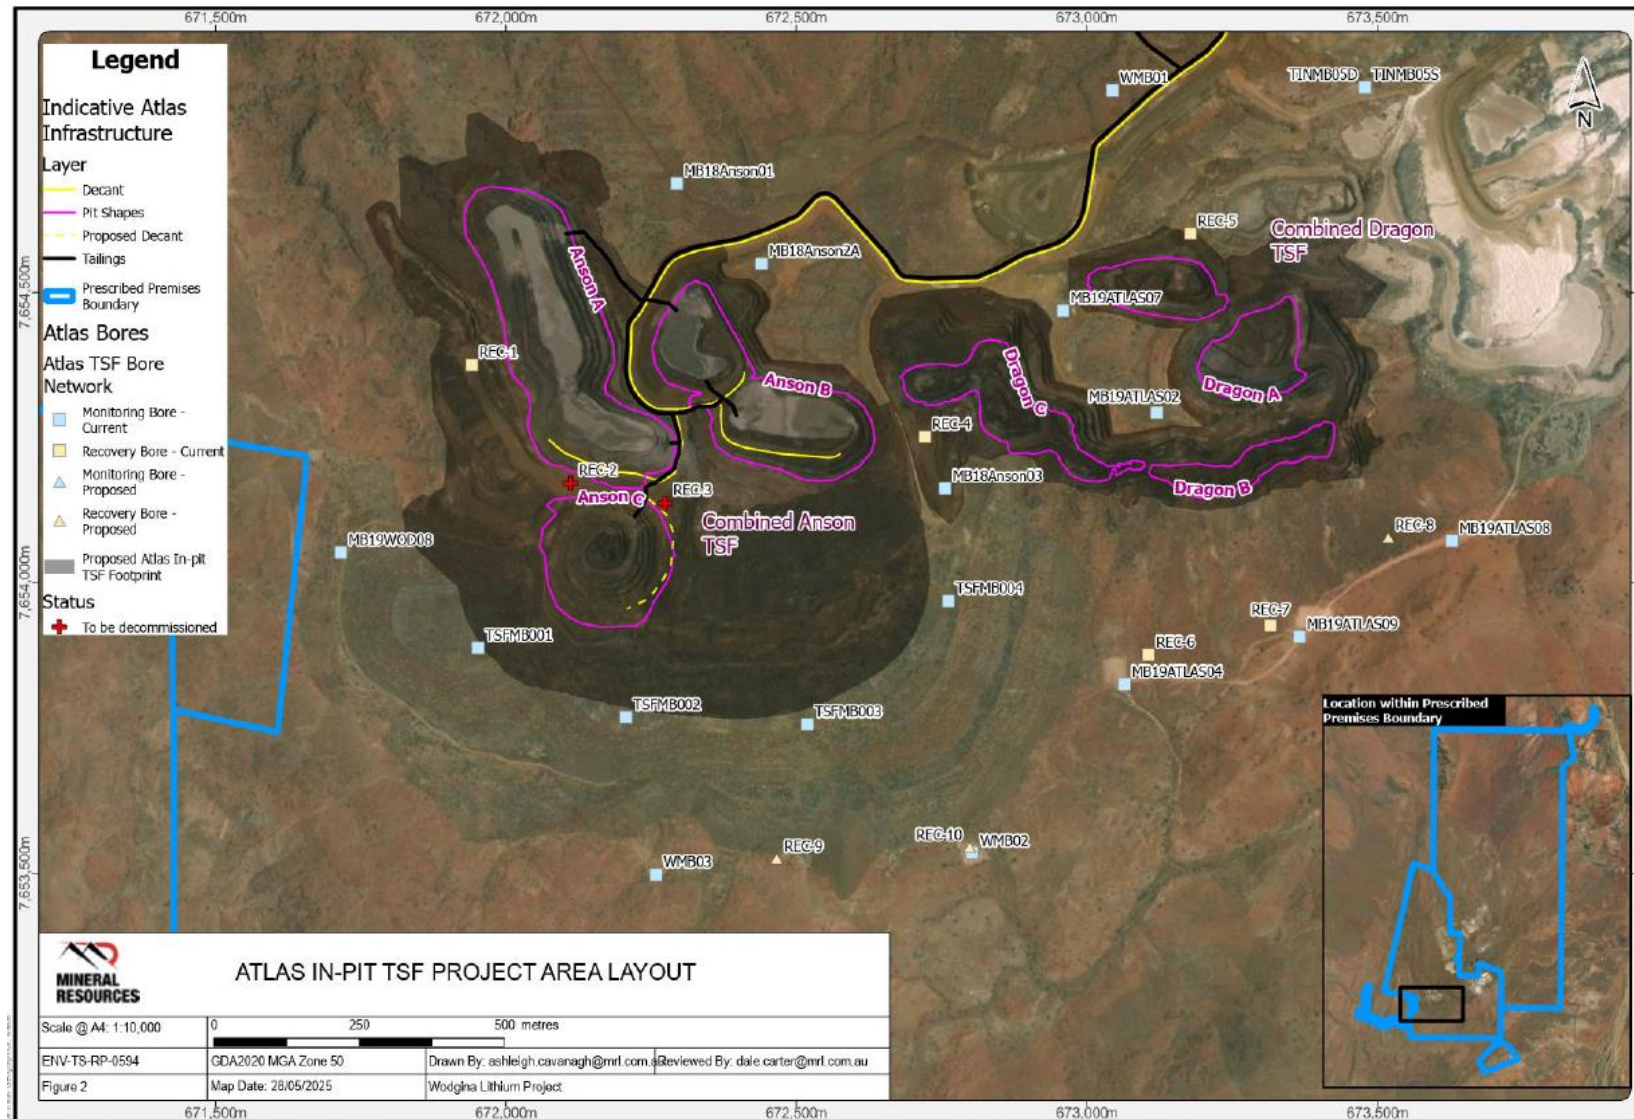 671,500m
672,000m
672,500m
673,000m
673,500m
Legend
Indicative Atlas
Infrastructure
Layer
Decant
Pit Shapes
Proposed Decant
Tailings
Prescribed Premises
Boundary
Atlas Bores
Atlas TSF Bore
Network
Monitoring Bore -
Current
Recovery Bore - Current
Monitoring Bore -
Proposed
Recovery Bore -
Proposed
Proposed Atlas In-pit
TSF Footprint
Status
To be decommissioned
7,654,500m
7,654,000m
7,653,500m
WMB01
TINMB05D
TINMB05S
N
MB18Anson01
REC-5
Combined Dragon
TSF
MB18Anson2A
Anson A
MB19ATLAS07
REC-1
Anson B
Dragon C
Dragon A
MB19ATLAS02
REC-4
REC-2
MB18Anson03
Dragon B
Anson C
REC-3
Combined Anson
TSF
REC-8
MB19ATLAS08
MB19WOD08
TSFMB004
REC-7
MB19ATLAS09
TSFMB001
REC-6
MB19ATLAS04
TSFMB002
TSFMB003
REC-10
WMB02
REC-9
WMB03
Location within Prescribed
Premises Boundary
MINERAL
RESOURCES
ATLAS IN-PIT TSF PROJECT AREA LAYOUT
Scale @ A4: 1:10,000
0 250 500 metres
ENV-TS-RP-0594
GDA2020 MGA Zone 50
Drawn By: ashleigh.cavanagh@mrl.com.a
Reviewed By: dale.carter@mrl.com.au
Figure 2
Map Date: 28/05/2025
Wodgina Lithium Project
671,500m
672,000m
672,500m
673,000m
673,500m